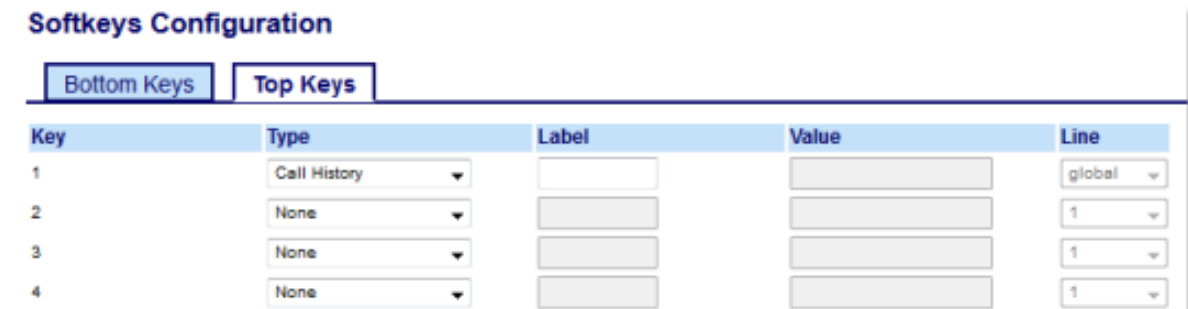 Softkeys Configuration
Bottom Keys Top Keys
Key Type Label Value Line
1 Call History global
2 None 1
3 None 1
4 None 1